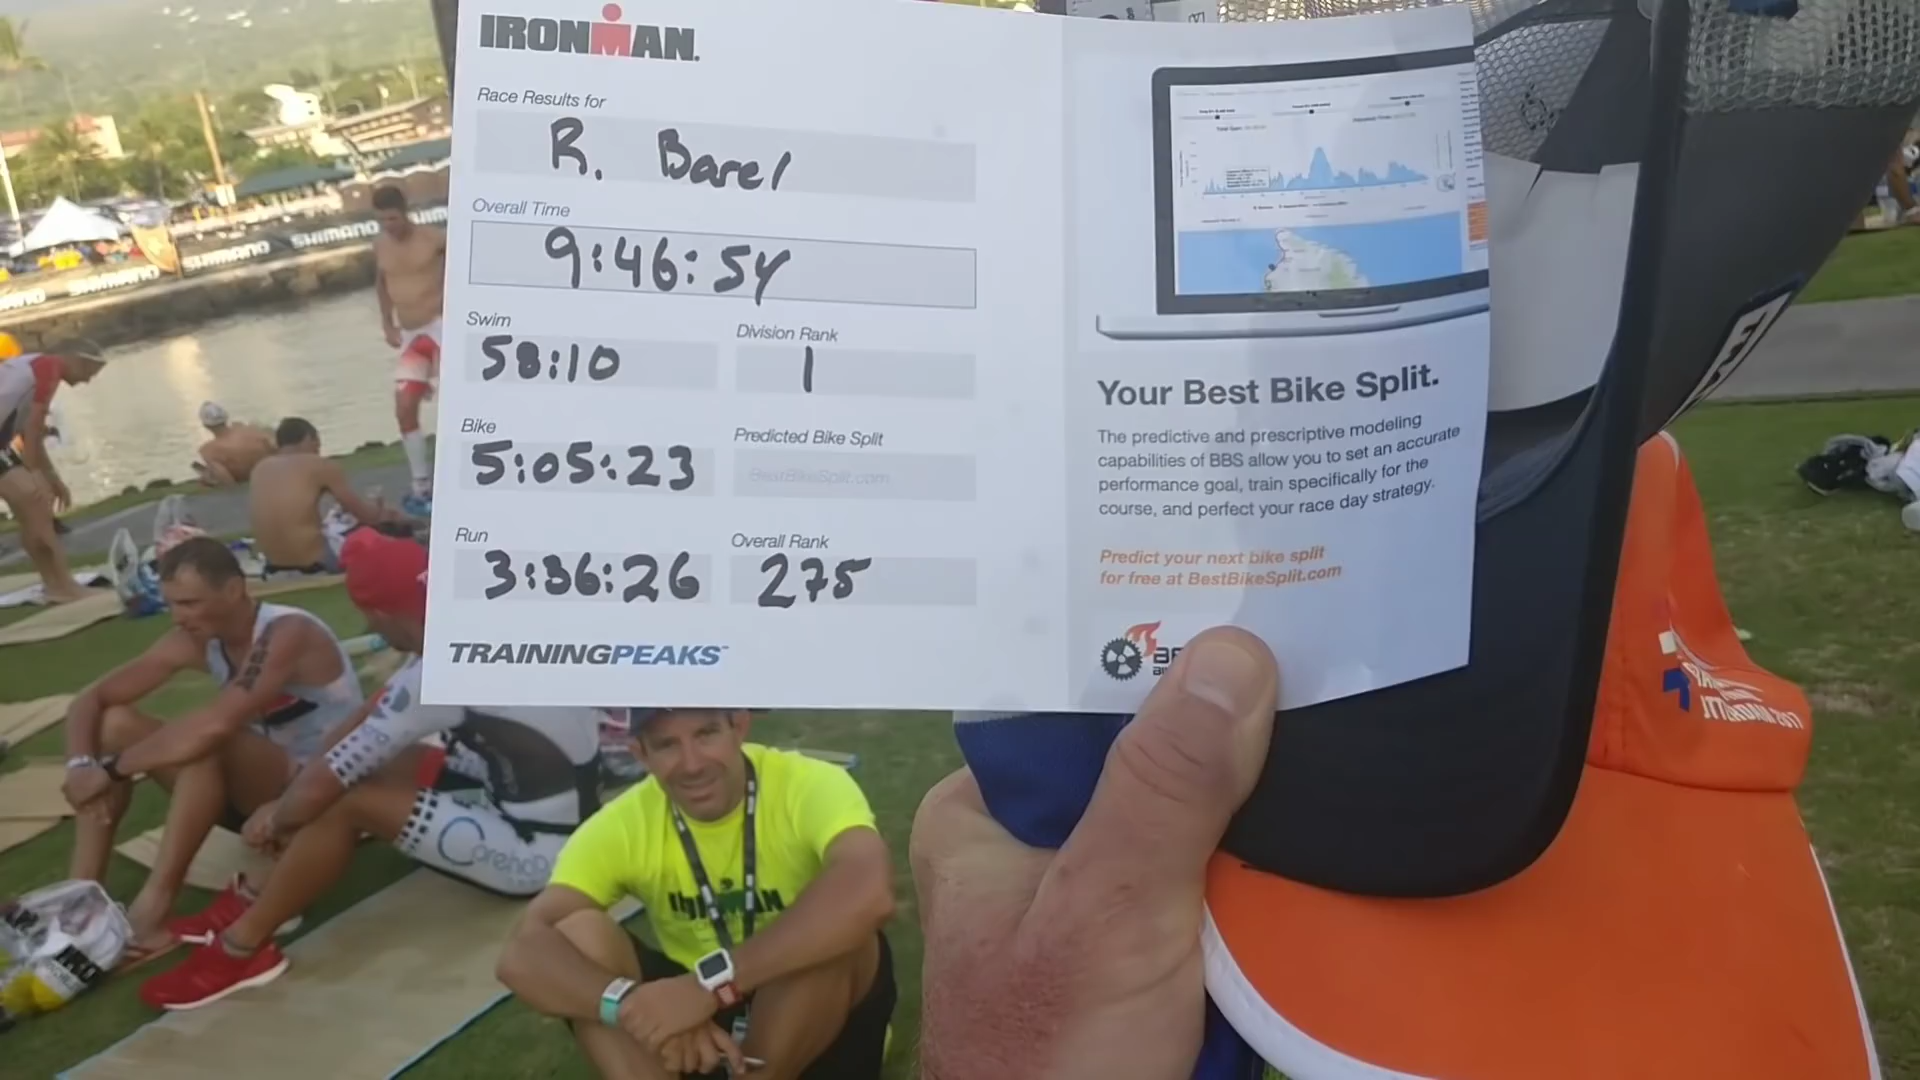 IRONMAN
Race Results for
R. Barel
Overall Time
9:46:54
Swim
58:10
Division Rank
1
Bike
5:05:23
Predicted Bike Split
BestBikeSplit.com
Run
3:36:26
Overall Rank
275
TRAININGPEAKS
Your Best Bike Split.
The predictive and prescriptive modeling
capabilities of BBS allow you to set an accurate
performance goal, train specifically for the
course, and perfect your race day strategy.
Predict your next bike split
for free at BestBikeSplit.com
SHIMANO
SHIMANO
IRONMAN